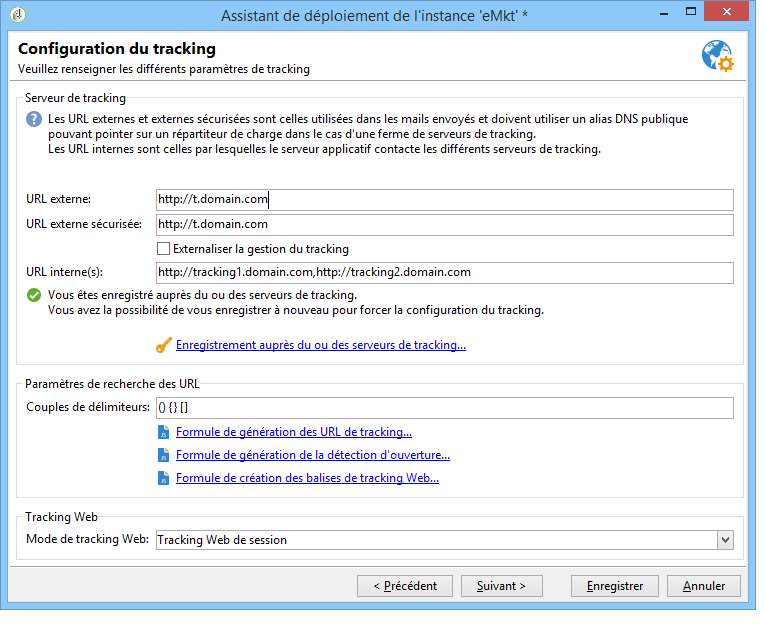 Assistant de déploiement de l'instance 'eMkt' *
Configuration du tracking
Veuillez renseigner les différents paramètres de tracking
Serveur de tracking
Les URL externes et externes sécurisées sont celles utilisées dans les mails envoyés et doivent utiliser un alias DNS publique
pouvant pointer sur un répartiteur de charge dans le cas d'une ferme de serveurs de tracking.
Les URL internes sont celles par lesquelles le serveur applicatif contacte les différents serveurs de tracking.
URL externe: http://t.domain.com
URL externe sécurisée: http://t.domain.com
Externaliser la gestion du tracking
URL interne(s): http://tracking1.domain.com,http://tracking2.domain.com
Vous êtes enregistré auprès du ou des serveurs de tracking.
Vous avez la possibilité de vous enregistrer à nouveau pour forcer la configuration du tracking.
Enregistrement auprès du ou des serveurs de tracking...
Paramètres de recherche des URL
Couples de délimiteurs: () {} []
Formule de génération des URL de tracking...
Formule de génération de la détection d'ouverture...
Formule de création des balises de tracking Web...
Tracking Web
Mode de tracking Web: Tracking Web de session
< Précédent Suivant > Enregistrer Annuler